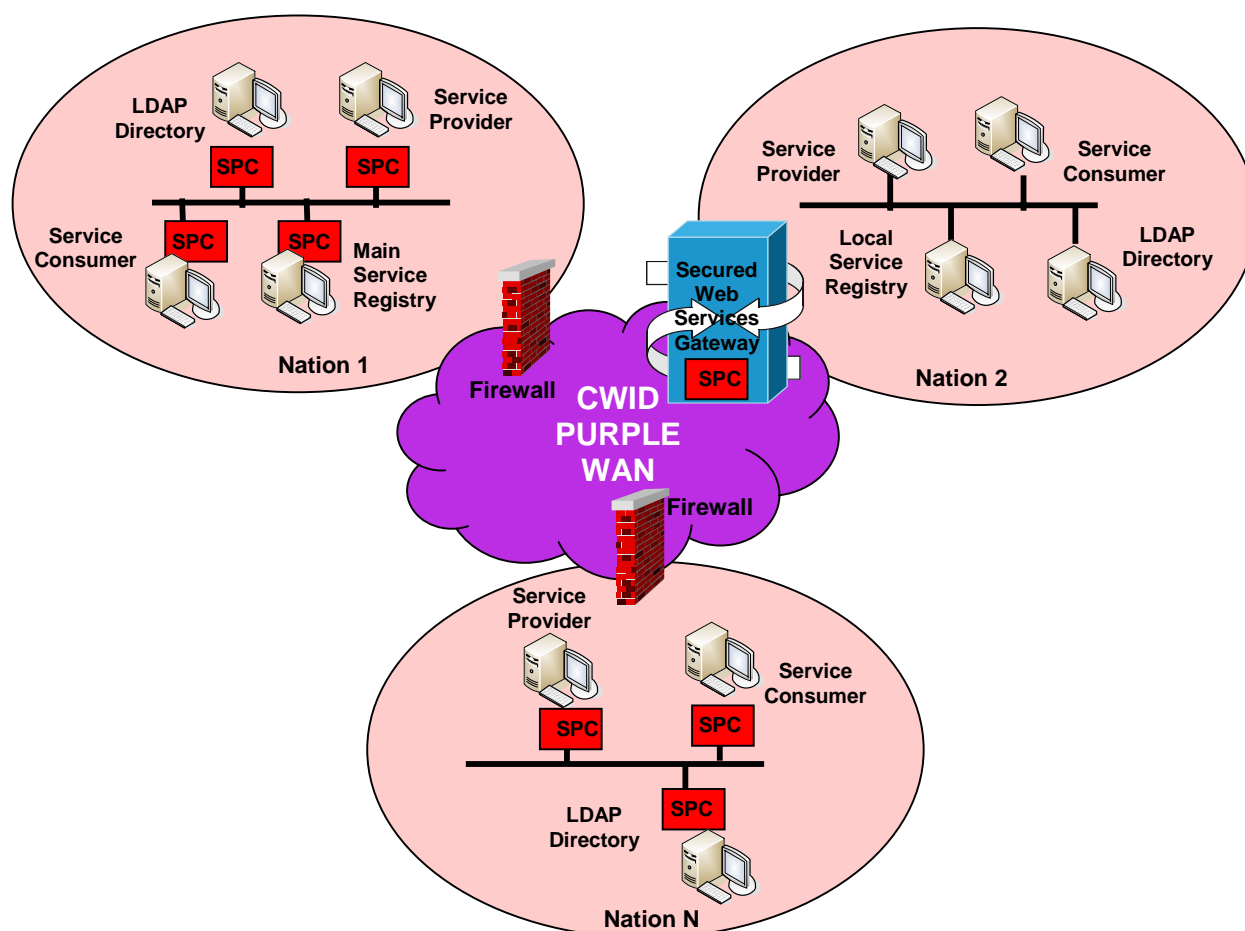 LDAP
Directory
Service
Provider
SPC
SPC
Service
Consumer
SPC
SPC
Main
Service
Registry
Nation 1
Firewall
Service
Provider
Service
Consumer
Local
Service
Registry
LDAP
Directory
Nation 2
Secured
Web
Services
Gateway
SPC
CWID
PURPLE
WAN
Firewall
Service
Provider
Service
Consumer
SPC
SPC
LDAP
Directory
SPC
Nation N